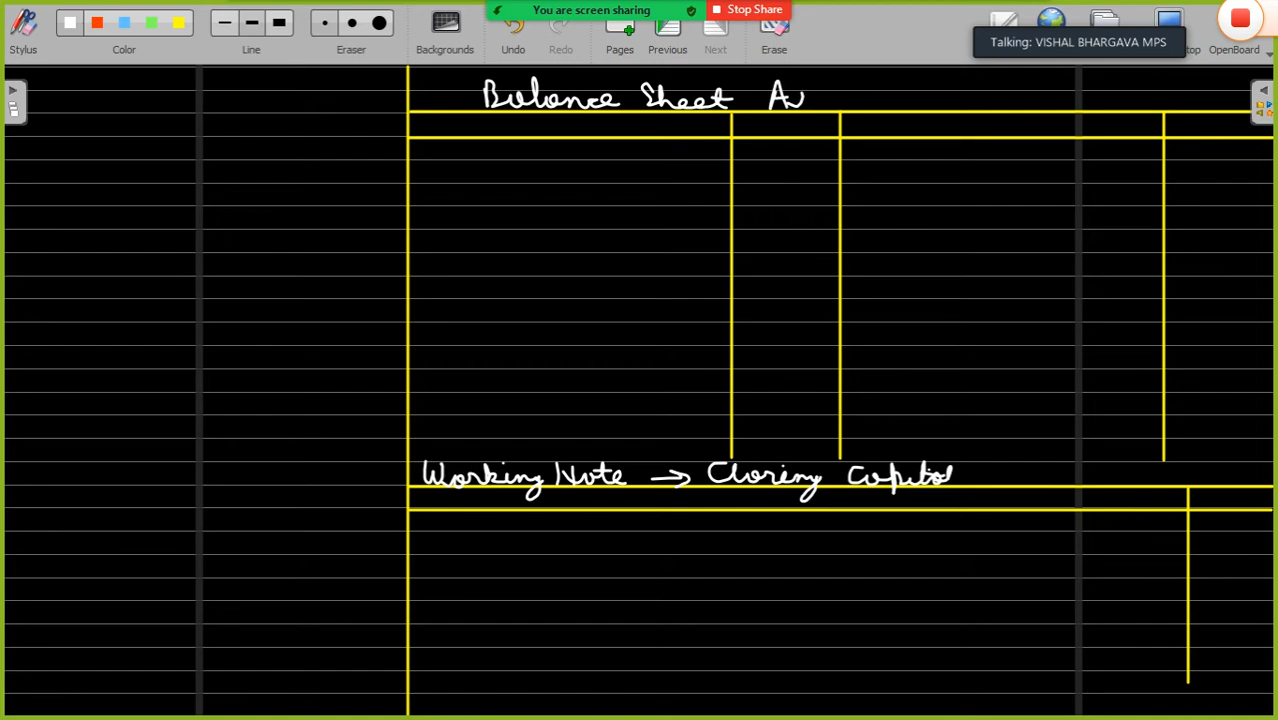 You are screen sharing Stop Share
Stylus Color Line Eraser Backgrounds Undo Redo Pages Previous Next Erase OpenBoard
Talking: VISHAL BHARGAVA MPS
Balance Sheet
Working Note → Closing Capital